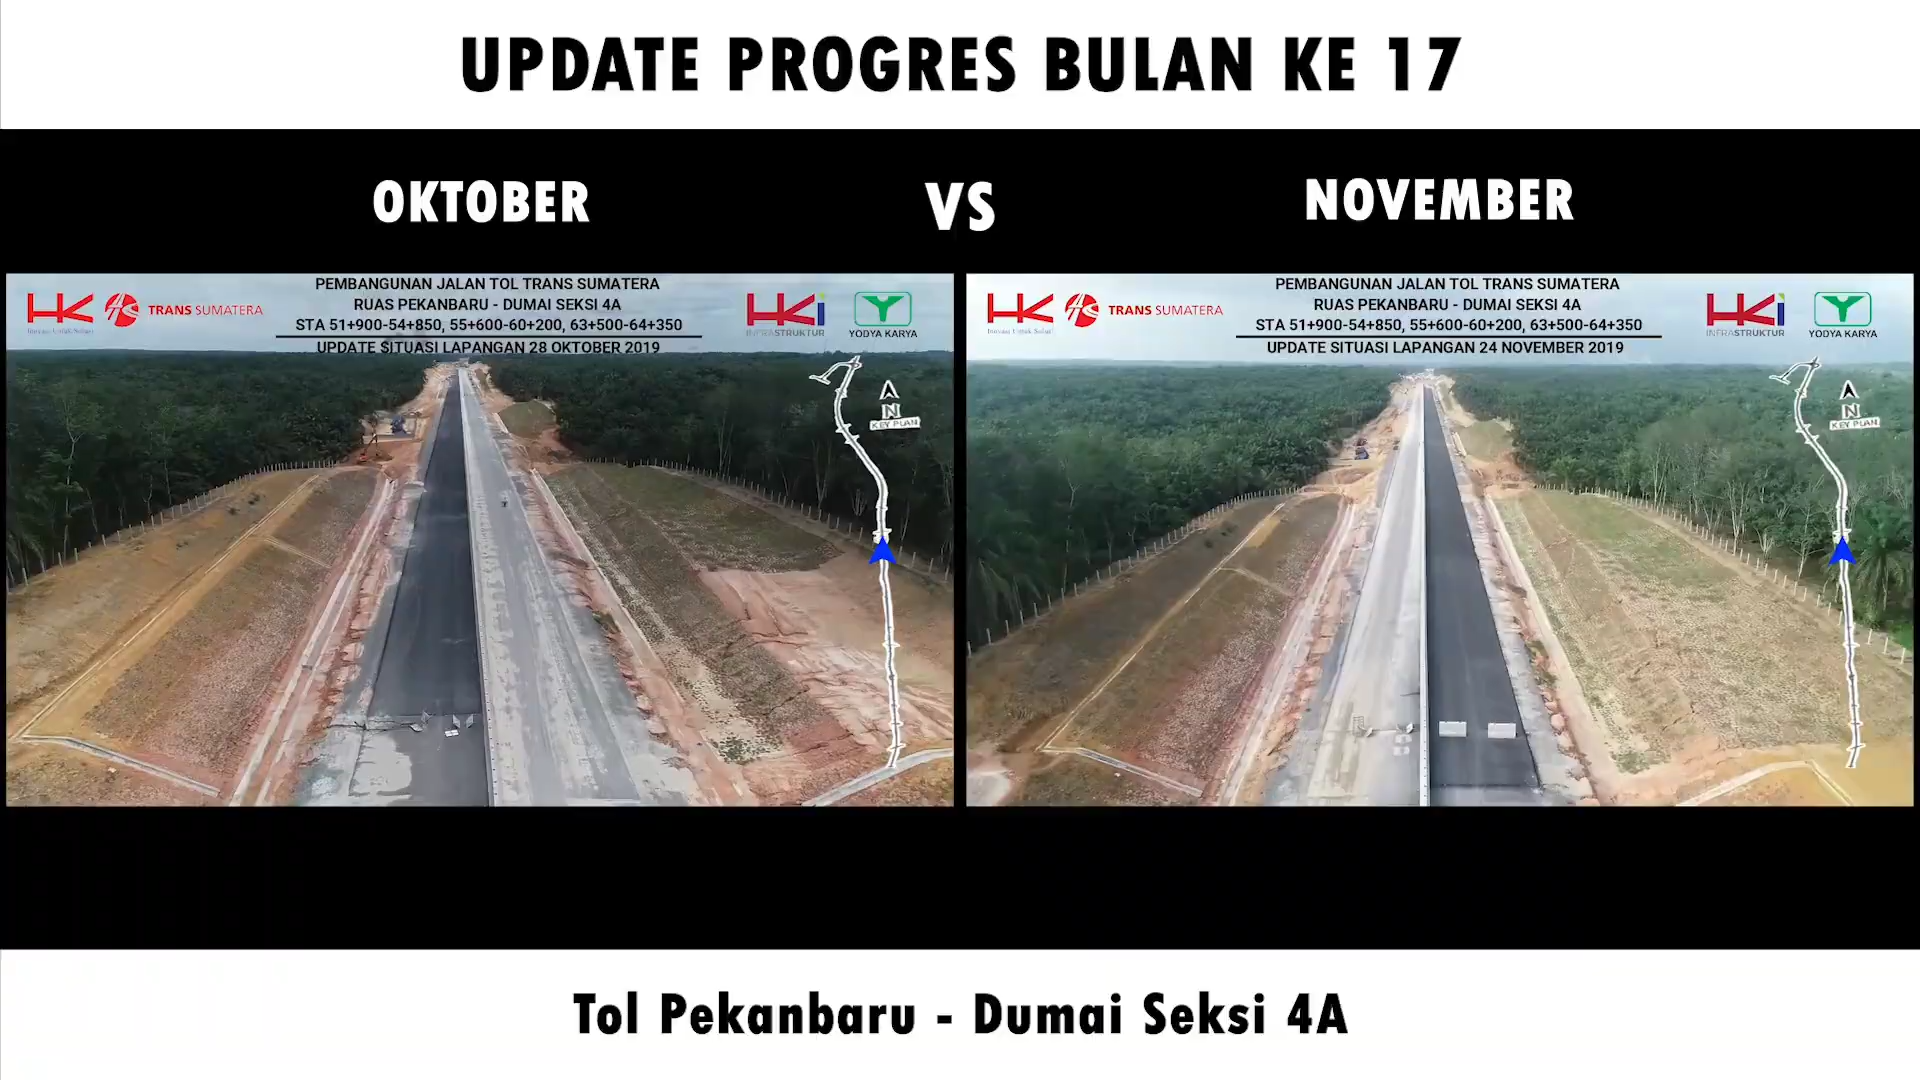 UPDATE PROGRES BULAN KE 17
OKTOBER
VS
NOVEMBER
HK
TRANS SUMATERA
PEMBANGUNAN JALAN TOL TRANS SUMATERA
RUAS PEKANBARU - DUMAI SEKSI 4A
STA 51+900-54+850, 55+600-60+200, 63+500-64+350
UPDATE SITUASI LAPANGAN 28 OKTOBER 2019
HKi
INFRASTRUKTUR
YODYA KARYA
N
KEY PLAN
HK
TRANS SUMATERA
PEMBANGUNAN JALAN TOL TRANS SUMATERA
RUAS PEKANBARU - DUMAI SEKSI 4A
STA 51+900-54+850, 55+600-60+200, 63+500-64+350
UPDATE SITUASI LAPANGAN 24 NOVEMBER 2019
HKi
INFRASTRUKTUR
YODYA KARYA
N
KEY PLAN
Tol Pekanbaru - Dumai Seksi 4A